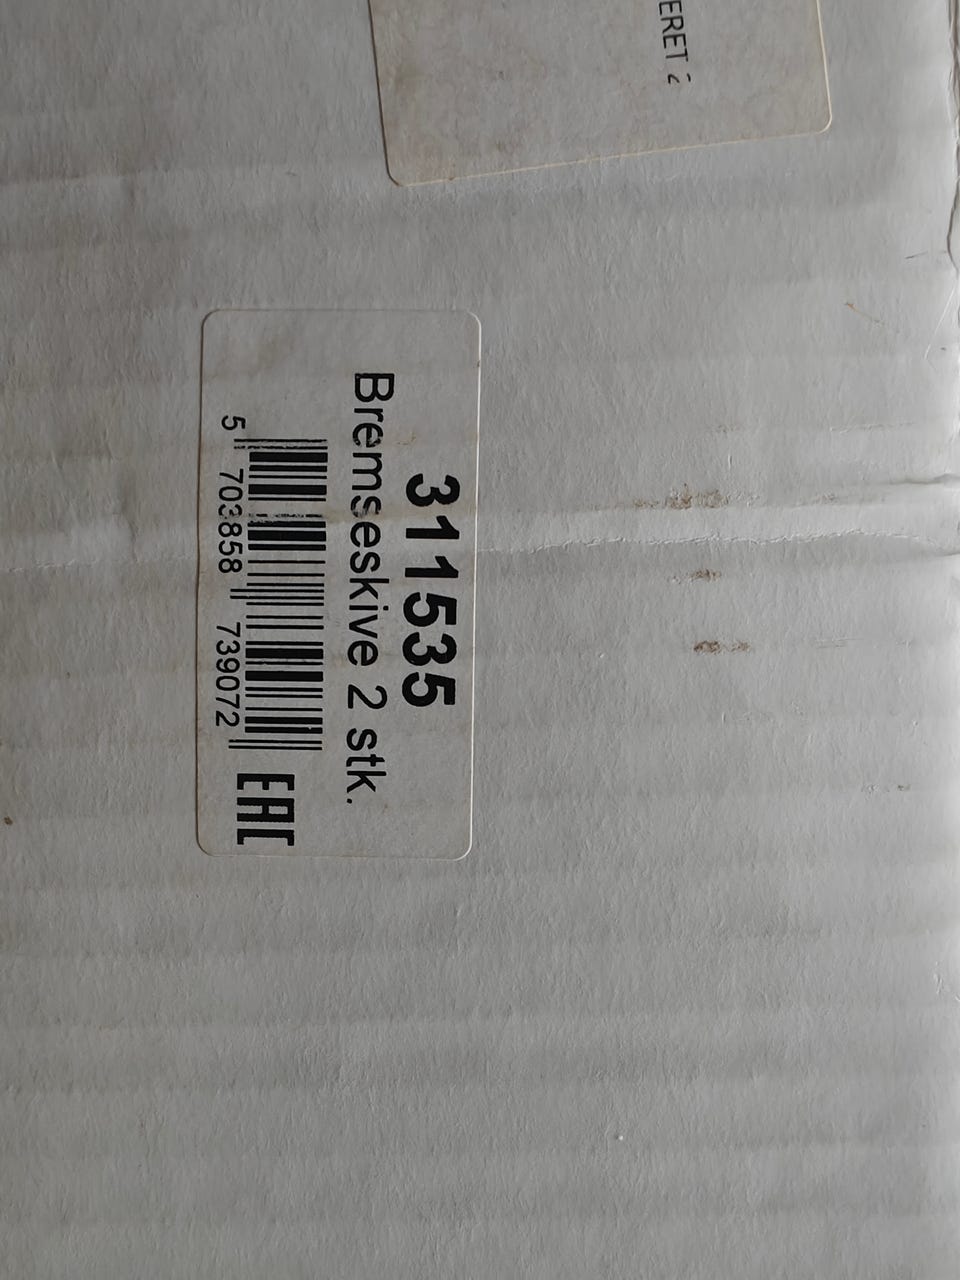 ERET 2
311535
Bremseskive 2 stk.
5 703858 739072
EAC